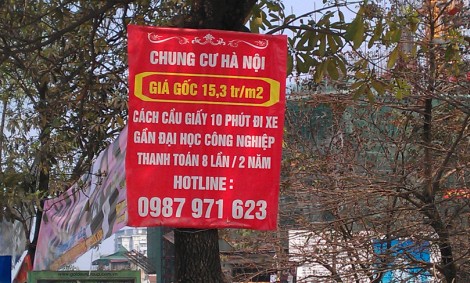 CHUNG CƯ HÀ NỘI
GIÁ GỐC 15,3 tr/m2
CÁCH CẦU GIẤY 10 PHÚT ĐI XE
GẦN ĐẠI HỌC CÔNG NGHIỆP
THANH TOÁN 8 LẦN / 2 NĂM
HOTLINE :
0987 971 623